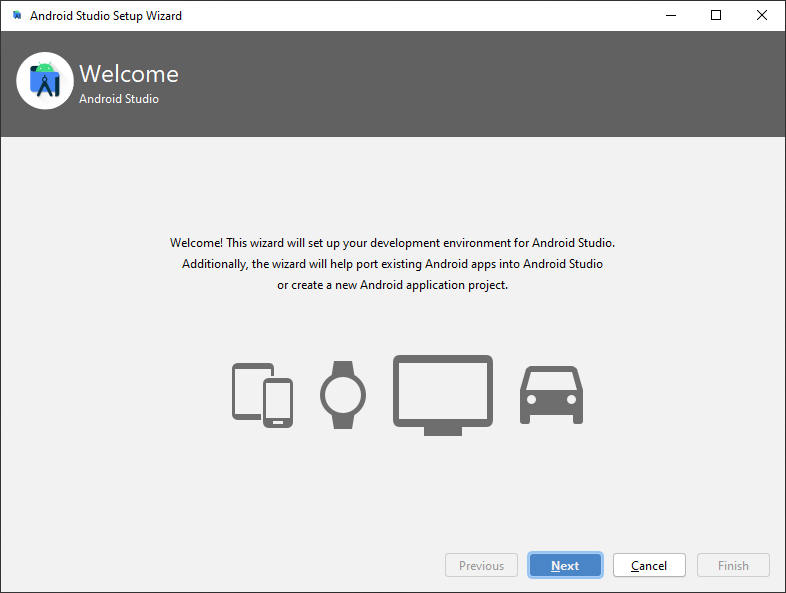 Android Studio Setup Wizard
Welcome
Android Studio
Welcome! This wizard will set up your development environment for Android Studio.
Additionally, the wizard will help port existing Android apps into Android Studio
or create a new Android application project.
Previous Next Cancel Finish